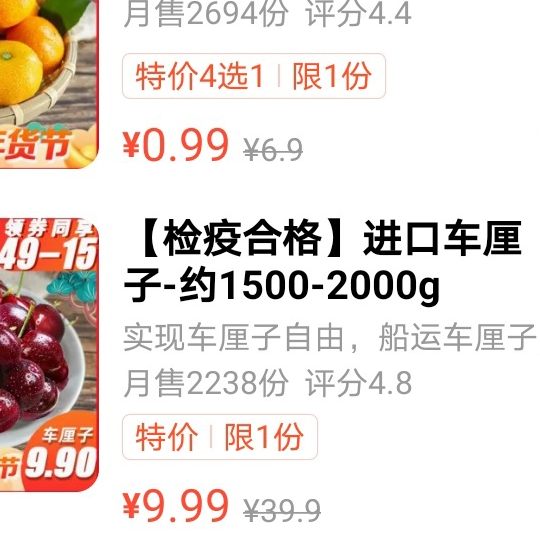 月售2694份 评分4.4
特价4选1 限1份
年货节
¥0.99 ¥6.9
领券同享
49-15
【检疫合格】进口车厘
子-约1500-2000g
实现车厘子自由，船运车厘子
月售2238份 评分4.8
特价 限1份
车厘子
节 9.90
¥9.99 ¥39.9